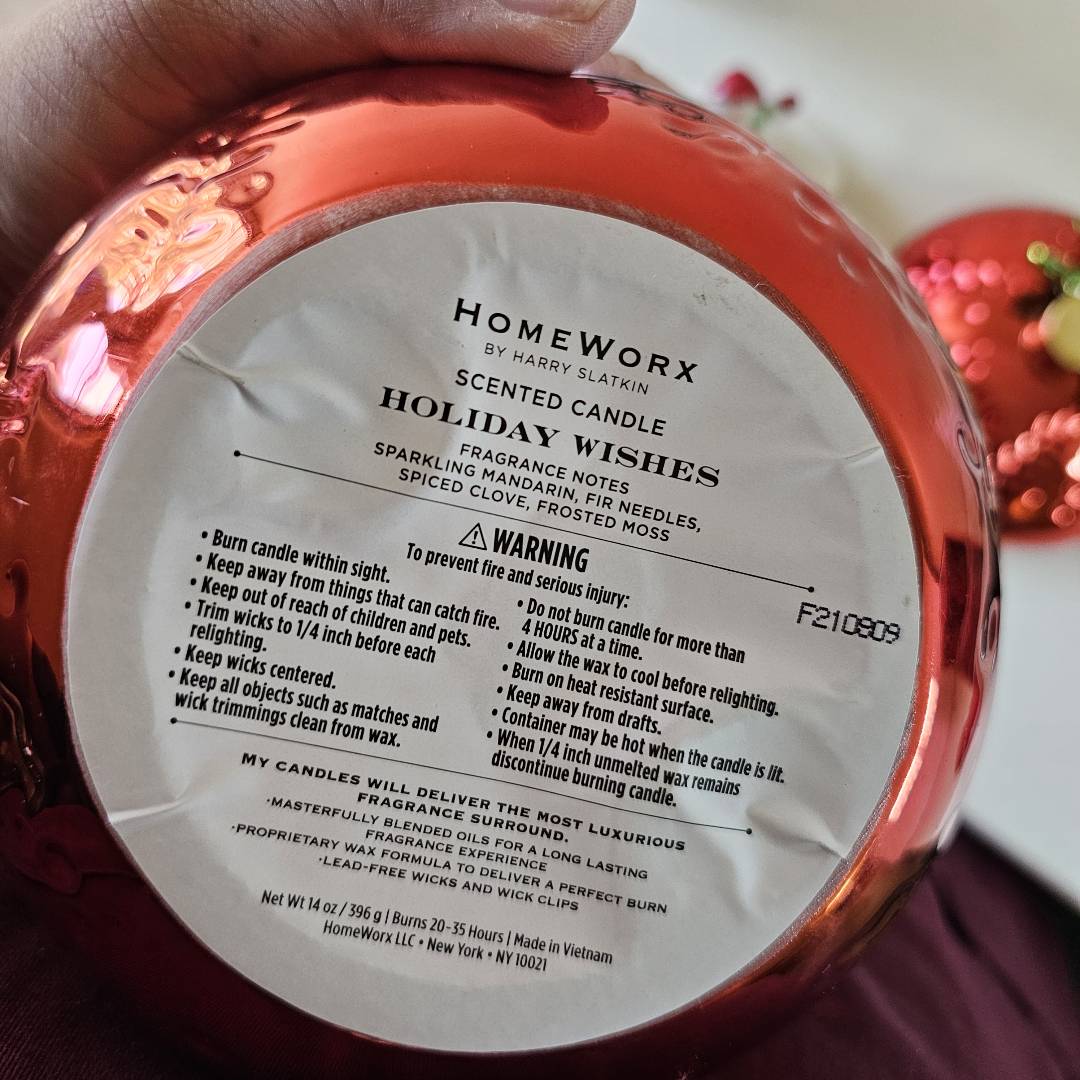 HOMEWORX
BY HARRY SLATKIN
SCENTED CANDLE
HOLIDAY WISHES
FRAGRANCE NOTES
SPARKLING MANDARIN, FIR NEEDLES,
SPICED CLOVE, FROSTED MOSS
⚠ WARNING
To prevent fire and serious injury:
• Burn candle within sight.
• Keep away from things that can catch fire.
• Keep out of reach of children and pets.
• Trim wicks to 1/4 inch before each
relighting.
• Keep wicks centered.
• Keep all objects such as matches and
wick trimmings clean from wax.
• Do not burn candle for more than
4 HOURS at a time.
• Allow the wax to cool before relighting.
• Burn on heat resistant surface.
• Keep away from drafts.
• Container may be hot when the candle is lit.
• When 1/4 inch unmelted wax remains
discontinue burning candle.
F210809
MY CANDLES WILL DELIVER THE MOST LUXURIOUS
FRAGRANCE SURROUND.
·MASTERFULLY BLENDED OILS FOR A LONG LASTING
FRAGRANCE EXPERIENCE
·PROPRIETARY WAX FORMULA TO DELIVER A PERFECT BURN
·LEAD-FREE WICKS AND WICK CLIPS
Net Wt 14 oz / 396 g | Burns 20-35 Hours | Made in Vietnam
HomeWorx LLC • New York • NY 10021